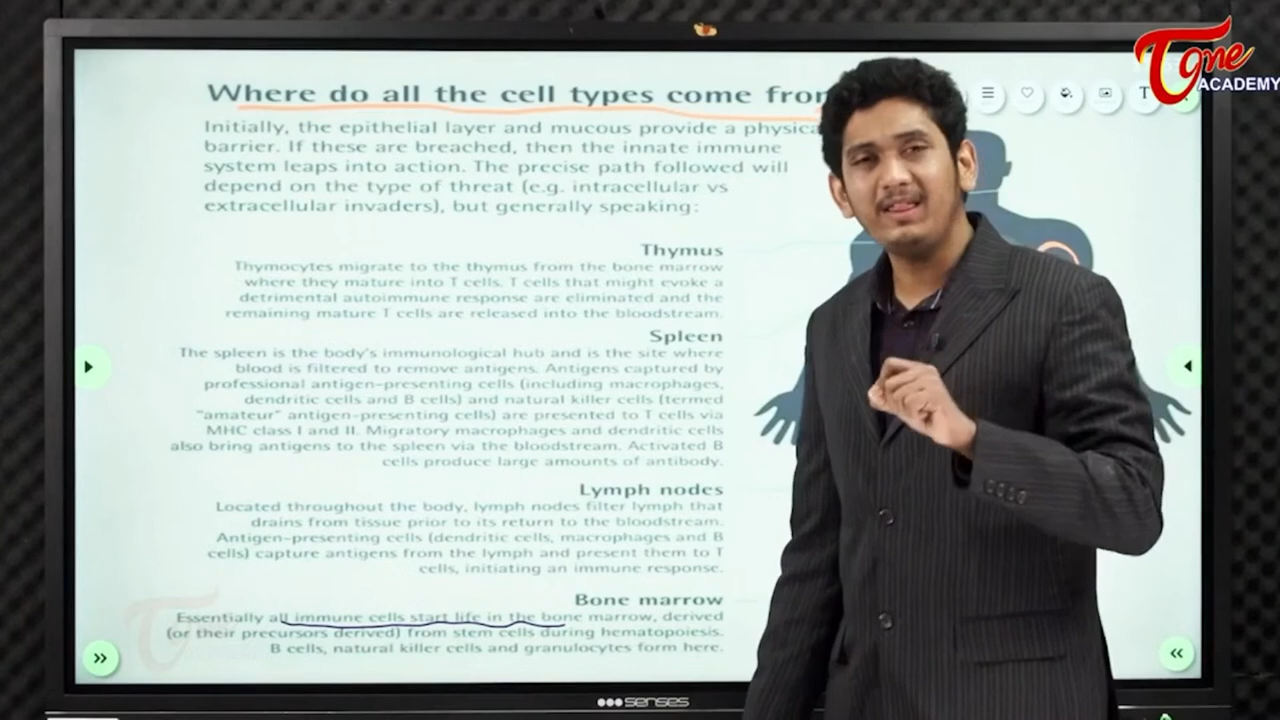 Where do all the cell types come from
Initially, the epithelial layer and mucous provide a physical
barrier. If these are breached, then the innate immune
system leaps into action. The precise path followed will
depend on the type of threat (e.g. intracellular vs
extracellular invaders), but generally speaking:
Thymus
Thymocytes migrate to the thymus from the bone marrow
where they mature into T cells. T cells that might evoke a
detrimental autoimmune response are eliminated and the
remaining mature T cells are released into the bloodstream.
Spleen
The spleen is the body's immunological hub and is the site where
blood is filtered to remove antigens. Antigens captured by
professional antigen-presenting cells (including macrophages,
dendritic cells and B cells) and natural killer cells (termed
"amateur" antigen-presenting cells) are presented to T cells via
MHC class I and II. Migratory macrophages and dendritic cells
also bring antigens to the spleen via the bloodstream. Activated B
cells produce large amounts of antibody.
Lymph nodes
Located throughout the body, lymph nodes filter lymph that
drains from tissue prior to its return to the bloodstream.
Antigen-presenting cells (dendritic cells, macrophages and B
cells) capture antigens from the lymph and present them to T
cells, initiating an immune response.
Bone marrow
Essentially all immune cells start life in the bone marrow, derived
(or their precursors derived) from stem cells during hematopoiesis.
B cells, natural killer cells and granulocytes form here.
senses
Tone
ACADEMY